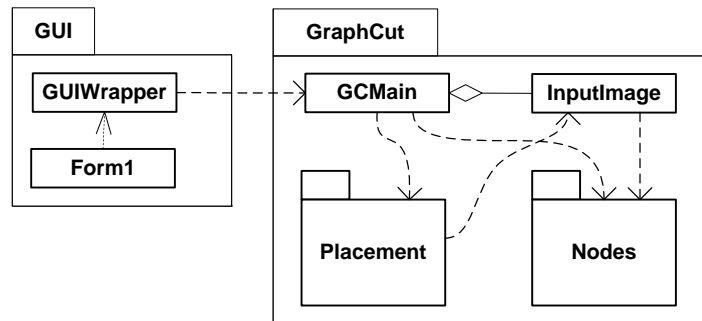 GUI
GraphCut
GUIWrapper
GCMain
InputImage
Form1
Placement
Nodes